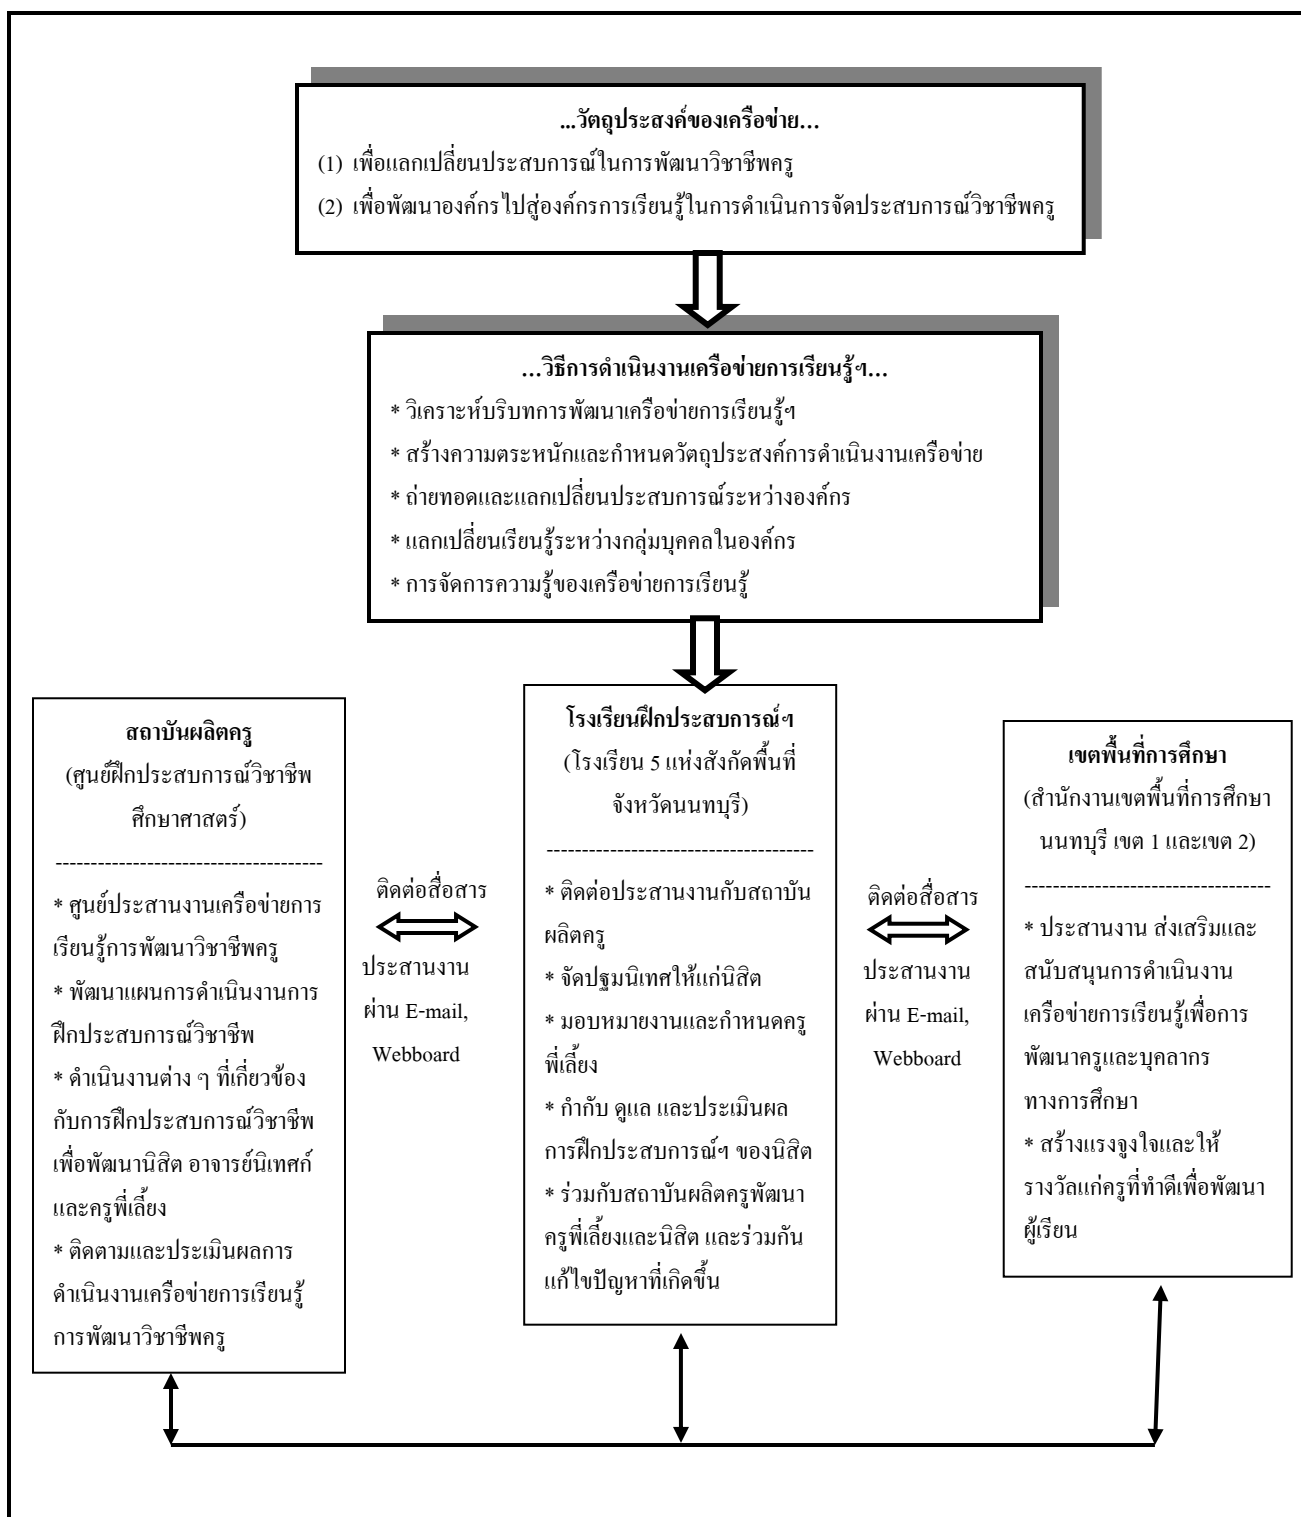 ...วัตถุประสงค์ของเครือข่าย...
(1) เพื่อแลกเปลี่ยนประสบการณ์ในการพัฒนาวิชาชีพครู
(2) เพื่อพัฒนาองค์กรไปสู่องค์กรการเรียนรู้ในการดำเนินการจัดประสบการณ์วิชาชีพครู
...วิธีการดำเนินงานเครือข่ายการเรียนรู้ฯ...
* วิเคราะห์บริบทการพัฒนาเครือข่ายการเรียนรู้ฯ
* สร้างความตระหนักและกำหนดวัตถุประสงค์การดำเนินงานเครือข่าย
* ถ่ายทอดและแลกเปลี่ยนประสบการณ์ระหว่างองค์กร
* แลกเปลี่ยนเรียนรู้ระหว่างกลุ่มบุคคลในองค์กร
* การจัดการความรู้ของเครือข่ายการเรียนรู้
สถาบันผลิตครู
(ศูนย์ฝึกประสบการณ์วิชาชีพ
ศึกษาศาสตร์)
--------------------------------------
* ศูนย์ประสานงานเครือข่ายการ
เรียนรู้การพัฒนาวิชาชีพครู
* พัฒนาแผนการดำเนินงานการ
ฝึกประสบการณ์วิชาชีพ
* ดำเนินงานต่าง ๆ ที่เกี่ยวข้อง
กับการฝึกประสบการณ์วิชาชีพ
เพื่อพัฒนานิสิต อาจารย์นิเทศก์
และครูพี่เลี้ยง
* ติดตามและประเมินผลการ
ดำเนินงานเครือข่ายการเรียนรู้
การพัฒนาวิชาชีพครู
ติดต่อสื่อสาร
ประสานงาน
ผ่าน E-mail,
Webboard
โรงเรียนฝึกประสบการณ์ฯ
(โรงเรียน 5 แห่งสังกัดพื้นที่
จังหวัดนนทบุรี)
--------------------------------------
* ติดต่อประสานงานกับสถาบัน
ผลิตครู
* จัดปฐมนิเทศให้แก่นิสิต
* มอบหมายงานและกำหนดครู
พี่เลี้ยง
* กำกับ ดูแล และประเมินผล
การฝึกประสบการณ์ฯ ของนิสิต
* ร่วมกับสถาบันผลิตครูพัฒนา
ครูพี่เลี้ยงและนิสิต และร่วมกัน
แก้ไขปัญหาที่เกิดขึ้น
ติดต่อสื่อสาร
ประสานงาน
ผ่าน E-mail,
Webboard
เขตพื้นที่การศึกษา
(สำนักงานเขตพื้นที่การศึกษา
นนทบุรี เขต 1 และเขต 2)
-----------------------------------
* ประสานงาน ส่งเสริมและ
สนับสนุนการดำเนินงาน
เครือข่ายการเรียนรู้เพื่อการ
พัฒนาครูและบุคลากร
ทางการศึกษา
* สร้างแรงจูงใจและให้
รางวัลแก่ครูที่ทำดีเพื่อพัฒนา
ผู้เรียน